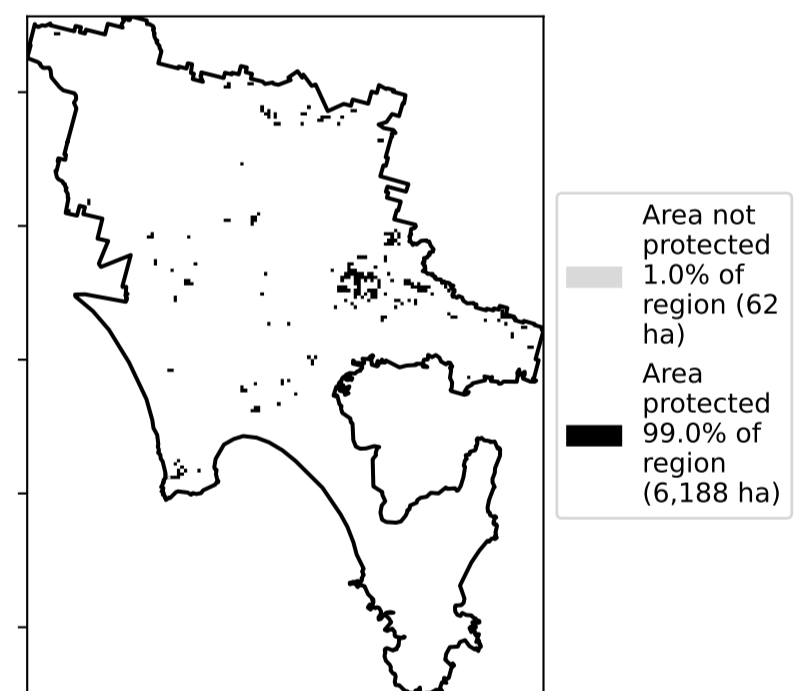 Area not
protected
1.0% of
region (62
ha)
Area
protected
99.0% of
region
(6,188 ha)